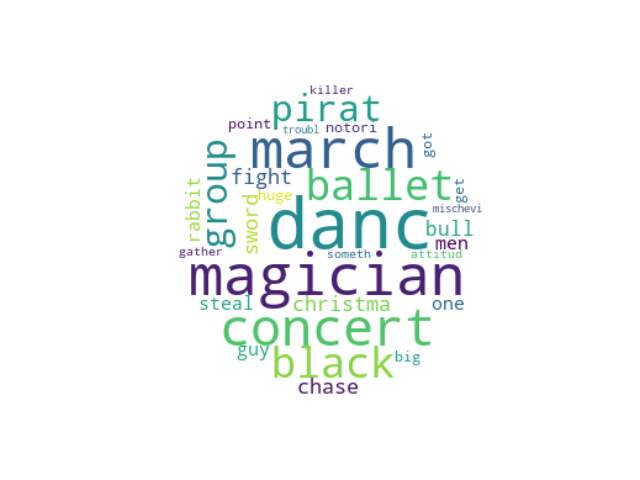 killer
pirat
point
troubl
notori
march
got
group
fight
ballet
rabbit
huge
get
sword
danc
mischevi
bull
men
gather
someth
attitud
magician
steal
christma
one
concert
guy
black
big
chase